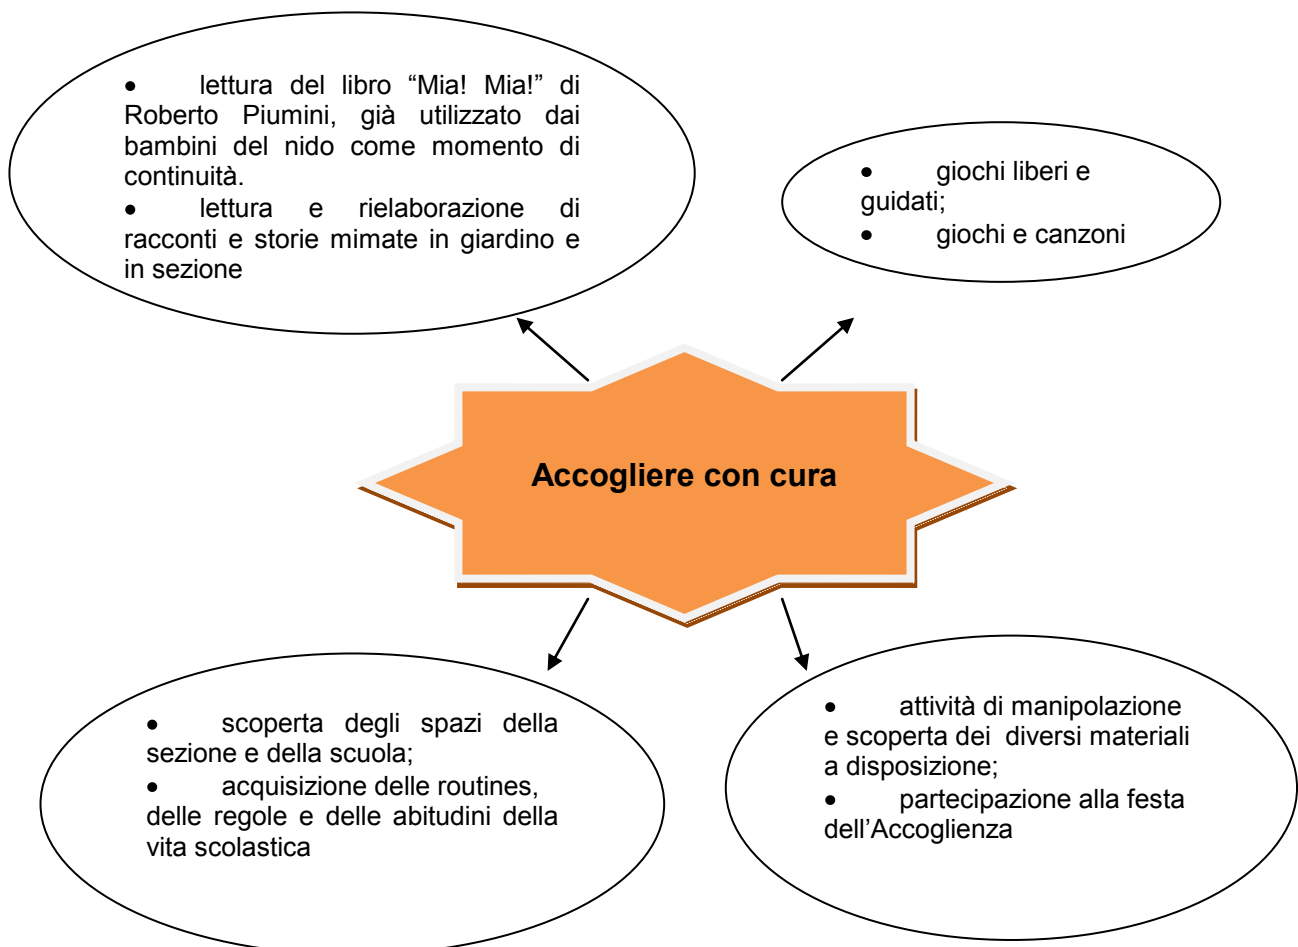 • lettura del libro “Mia! Mia!” di
Roberto Piumini, già utilizzato dai
bambini del nido come momento di
continuità.
• lettura e rielaborazione di
racconti e storie mimate in giardino e
in sezione
• giochi liberi e
guidati;
• giochi e canzoni
Accogliere con cura
• scoperta degli spazi della
sezione e della scuola;
• acquisizione delle routines,
delle regole e delle abitudini della
vita scolastica
• attività di manipolazione
e scoperta dei diversi materiali
a disposizione;
• partecipazione alla festa
dell’Accoglienza